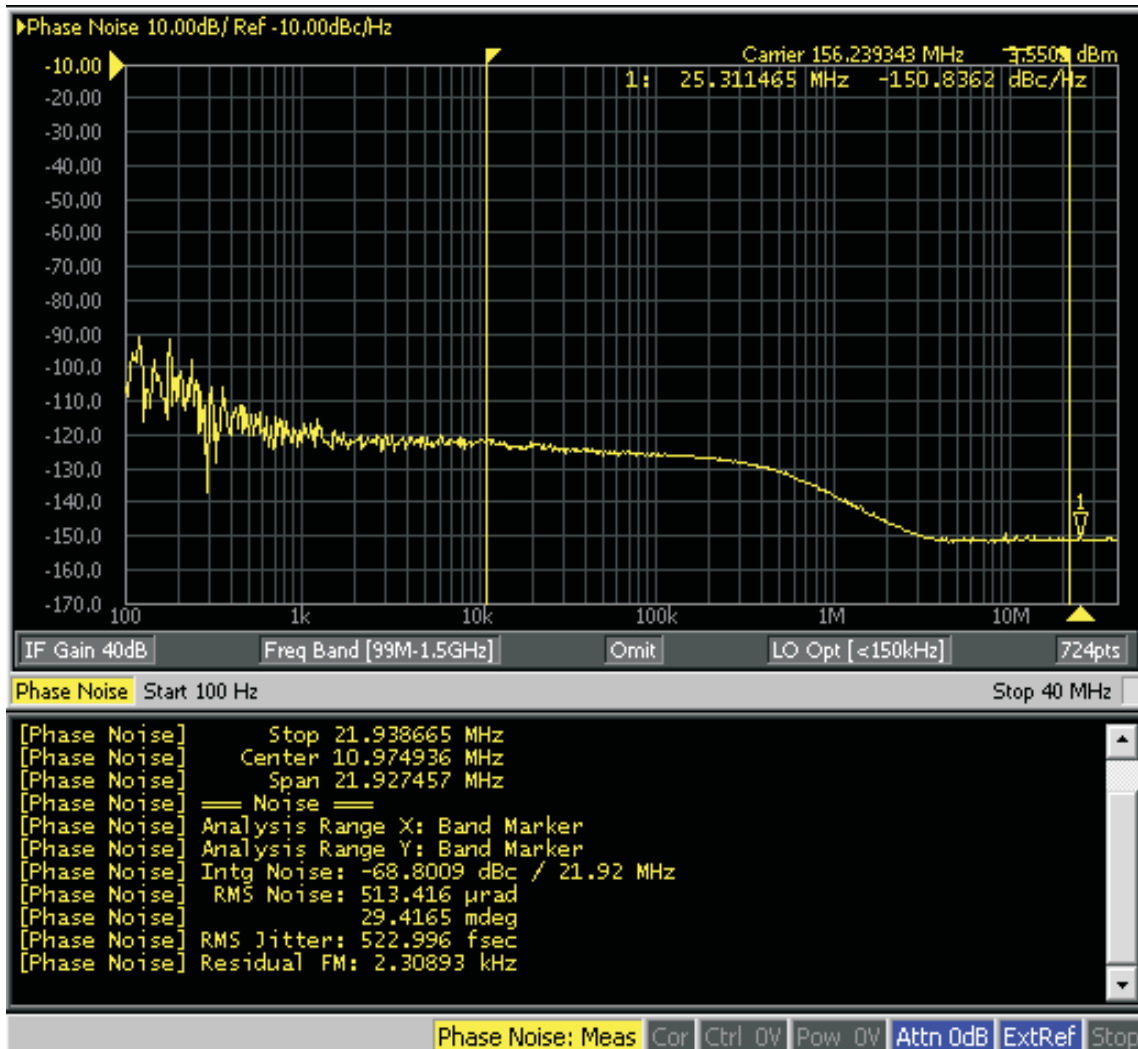 ▶Phase Noise 10.00dB/ Ref -10.00dBc/Hz
Carrier 156.239343 MHz dBm
1: 25.311465 MHz -150.8362 dBc/Hz
-10.00
-20.00
-30.00
-40.00
-50.00
-60.00
-70.00
-80.00
-90.00
-100.0
-110.0
-120.0
-130.0
-140.0
-150.0
-160.0
-170.0
1
100 1k 10k 100k 1M 10M
IF Gain 40dB Freq Band [99M-1.5GHz] Omit LO Opt [<150kHz] 724pts
Phase Noise Start 100 Hz Stop 40 MHz
[Phase Noise] Stop 21.938665 MHz
[Phase Noise] Center 10.974936 MHz
[Phase Noise] Span 21.927457 MHz
[Phase Noise] === Noise ===
[Phase Noise] Analysis Range X: Band Marker
[Phase Noise] Analysis Range Y: Band Marker
[Phase Noise] Intg Noise: -68.8009 dBc / 21.92 MHz
[Phase Noise] RMS Noise: 513.416 µrad
[Phase Noise] 29.4165 mdeg
[Phase Noise] RMS Jitter: 522.996 fsec
[Phase Noise] Residual FM: 2.30893 kHz
Phase Noise: Meas Cor Ctrl 0V Pow 0V Attn 0dB ExtRef Stop